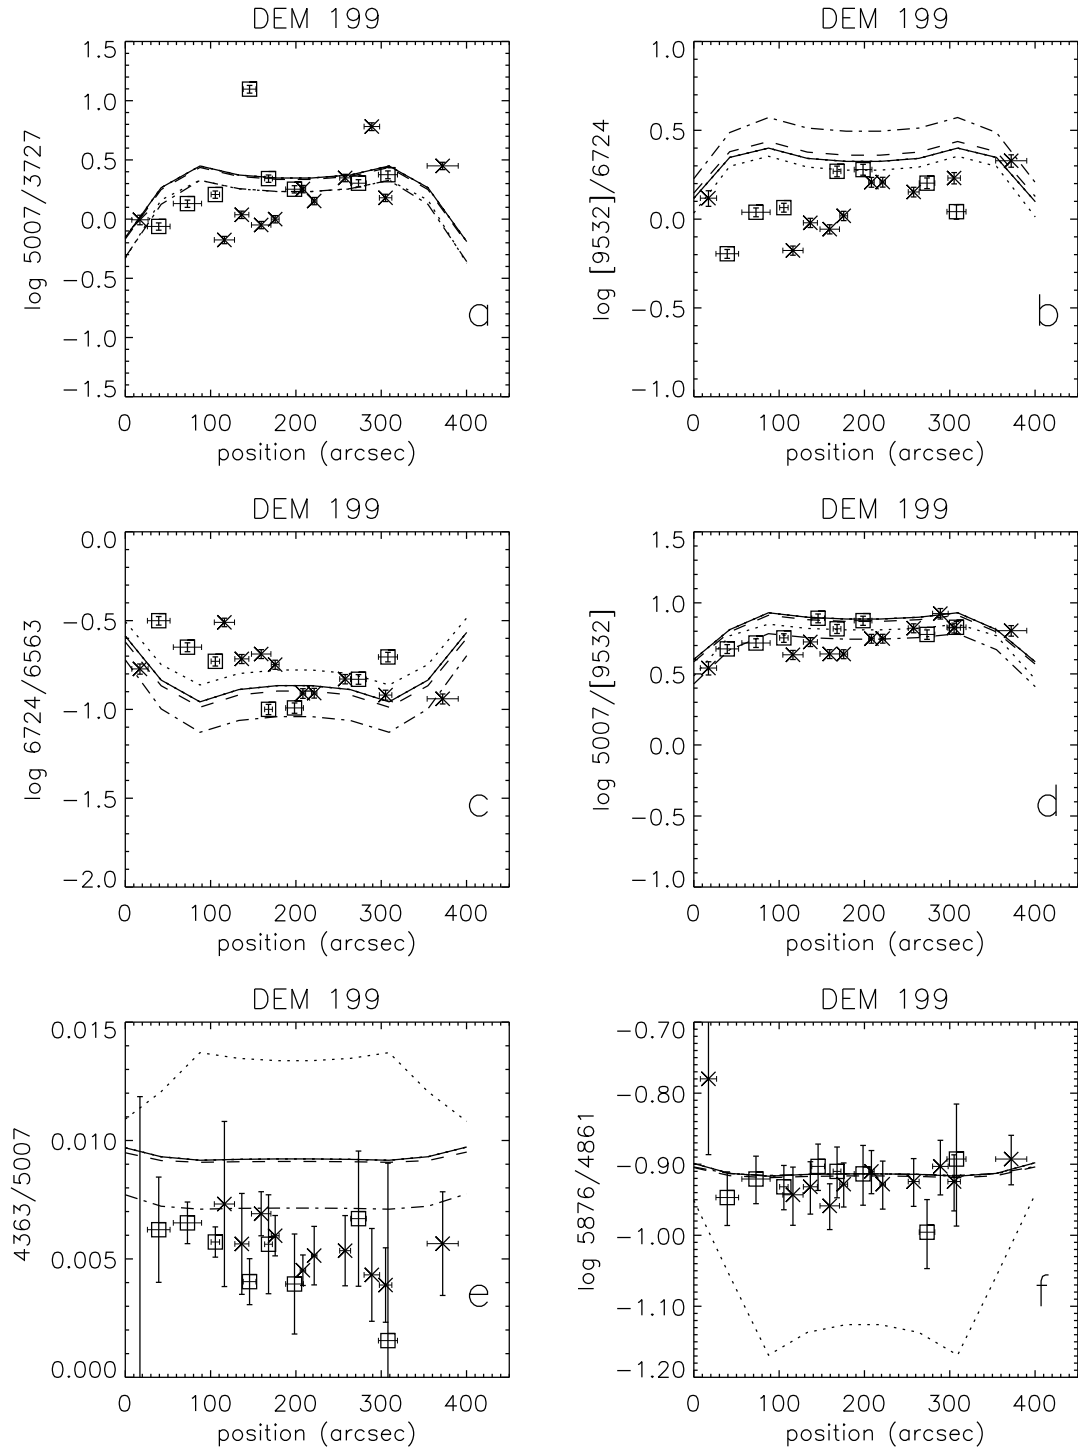 DEM 199
DEM 199
1.5
1.0
0.5
0.0
−0.5
−1.0
−1.5
log 5007/3727
a
0 100 200 300 400
position (arcsec)
1.0
0.5
0.0
−0.5
−1.0
log [9532]/6724
b
0 100 200 300 400
position (arcsec)
DEM 199
DEM 199
0.0
−0.5
−1.0
−1.5
−2.0
log 6724/6563
c
0 100 200 300 400
position (arcsec)
1.5
1.0
0.5
0.0
−0.5
−1.0
log 5007/[9532]
d
0 100 200 300 400
position (arcsec)
DEM 199
DEM 199
0.015
0.010
0.005
0.000
4363/5007
e
0 100 200 300 400
position (arcsec)
−0.70
−0.80
−0.90
−1.00
−1.10
−1.20
log 5876/4861
f
0 100 200 300 400
position (arcsec)